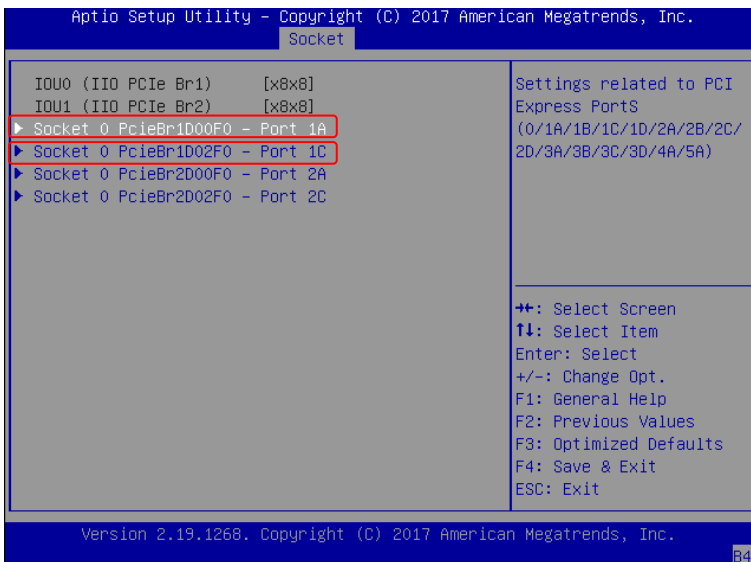 Aptio Setup Utility – Copyright (C) 2017 American Megatrends, Inc.
Socket
IOU0 (IIO PCIe Br1) [x8x8]
IOU1 (IIO PCIe Br2) [x8x8]
Socket 0 PcieBr1D00F0 – Port 1A
Socket 0 PcieBr1D02F0 – Port 1C
Socket 0 PcieBr2D00F0 – Port 2A
Socket 0 PcieBr2D02F0 – Port 2C
Settings related to PCI
Express PortS
(0/1A/1B/1C/1D/2A/2B/2C/
2D/3A/3B/3C/3D/4A/5A)
→←: Select Screen
↑↓: Select Item
Enter: Select
+/-: Change Opt.
F1: General Help
F2: Previous Values
F3: Optimized Defaults
F4: Save & Exit
ESC: Exit
Version 2.19.1268. Copyright (C) 2017 American Megatrends, Inc.
B4